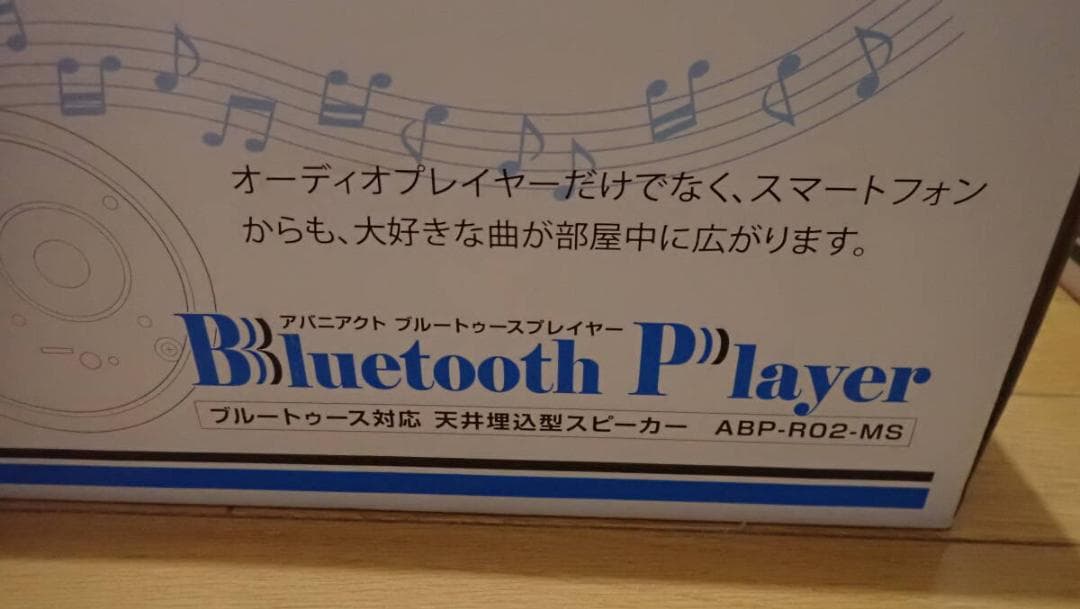 オーディオプレイヤーだけでなく、スマートフォン
からも、大好きな曲が部屋中に広がります。
アバニアクト ブルートゥースプレイヤー
Bluetooth Player
ブルートゥース対応 天井埋込型スピーカー ABP-R02-MS